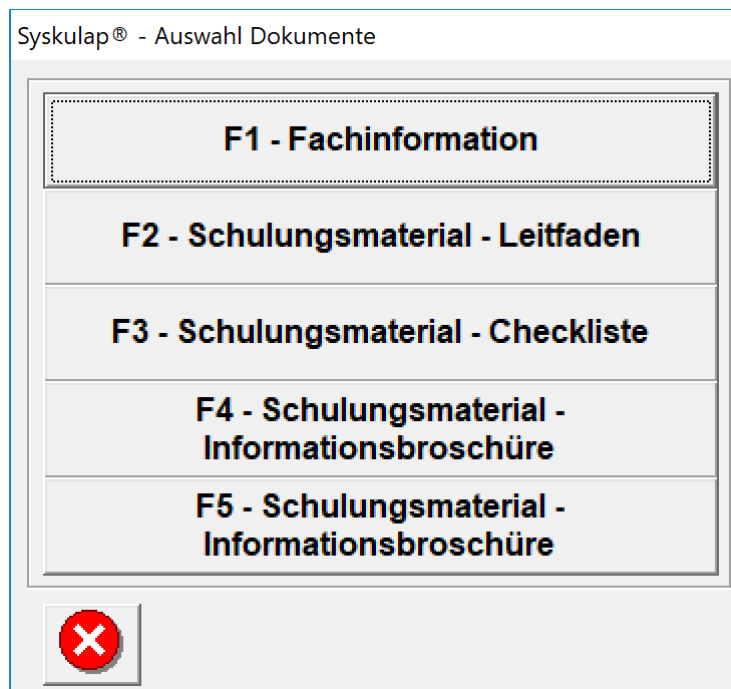 Syskulap® - Auswahl Dokumente
F1 - Fachinformation
F2 - Schulungsmaterial - Leitfaden
F3 - Schulungsmaterial - Checkliste
F4 - Schulungsmaterial -
Informationsbroschüre
F5 - Schulungsmaterial -
Informationsbroschüre